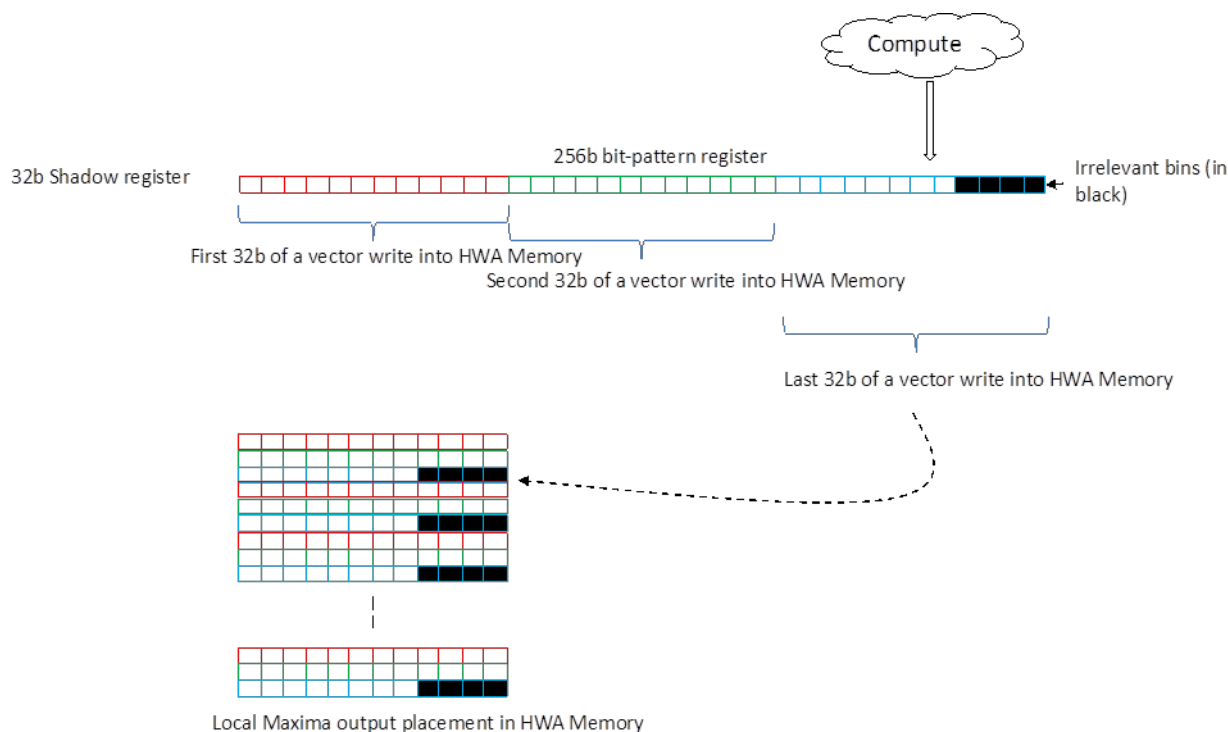 Compute
256b bit-pattern register
32b Shadow register
Irrelevant bins (in
black)
First 32b of a vector write into HWA Memory
Second 32b of a vector write into HWA Memory
Last 32b of a vector write into HWA Memory
Local Maxima output placement in HWA Memory